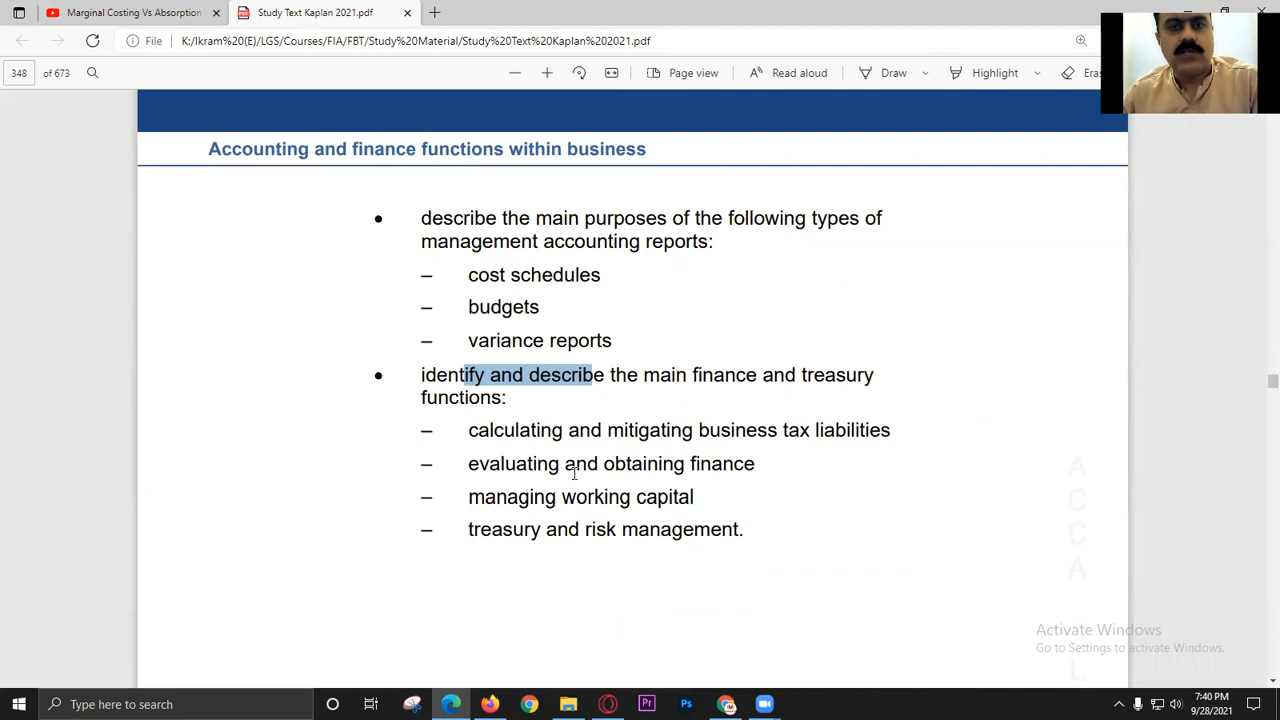 Marginal Costing Vs Absorption
Study Text Kaplan 2021.pdf
File
K:/Ikram%20(E)/LGS/Courses/FIA/FBT/Study%20Material/Study%20Text%20Kaplan%202021.pdf
348 of 673
Page view
Read aloud
Draw
Highlight
Accounting and finance functions within business
• describe the main purposes of the following types of
management accounting reports:
– cost schedules
– budgets
– variance reports
• identify and describe the main finance and treasury
functions:
– calculating and mitigating business tax liabilities
– evaluating and obtaining finance
– managing working capital
– treasury and risk management.
A
C
C
A
L
Activate Windows
Go to Settings to activate Windows.
Type here to search
Pr
Ps
7:40 PM
9/28/2021